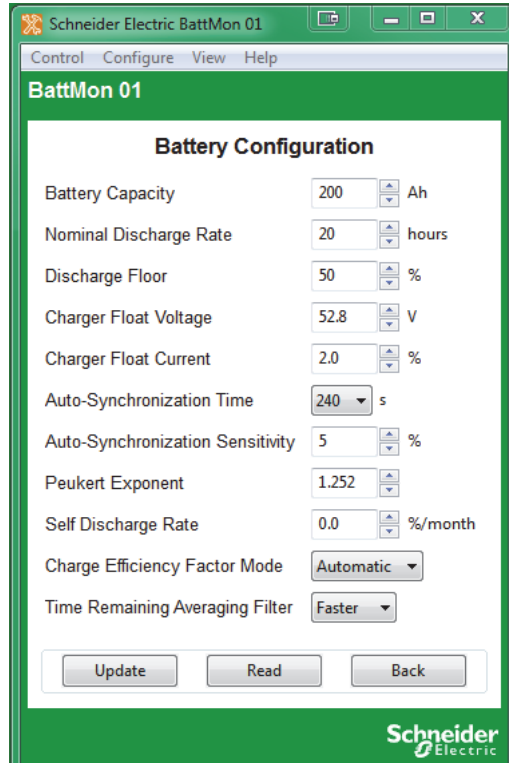 Schneider Electric BattMon 01
Control Configure View Help
BattMon 01
Battery Configuration
Battery Capacity 200 Ah
Nominal Discharge Rate 20 hours
Discharge Floor 50 %
Charger Float Voltage 52.8 V
Charger Float Current 2.0 %
Auto-Synchronization Time 240 s
Auto-Synchronization Sensitivity 5 %
Peukert Exponent 1.252
Self Discharge Rate 0.0 %/month
Charge Efficiency Factor Mode Automatic
Time Remaining Averaging Filter Faster
Update Read Back
Schneider
Electric